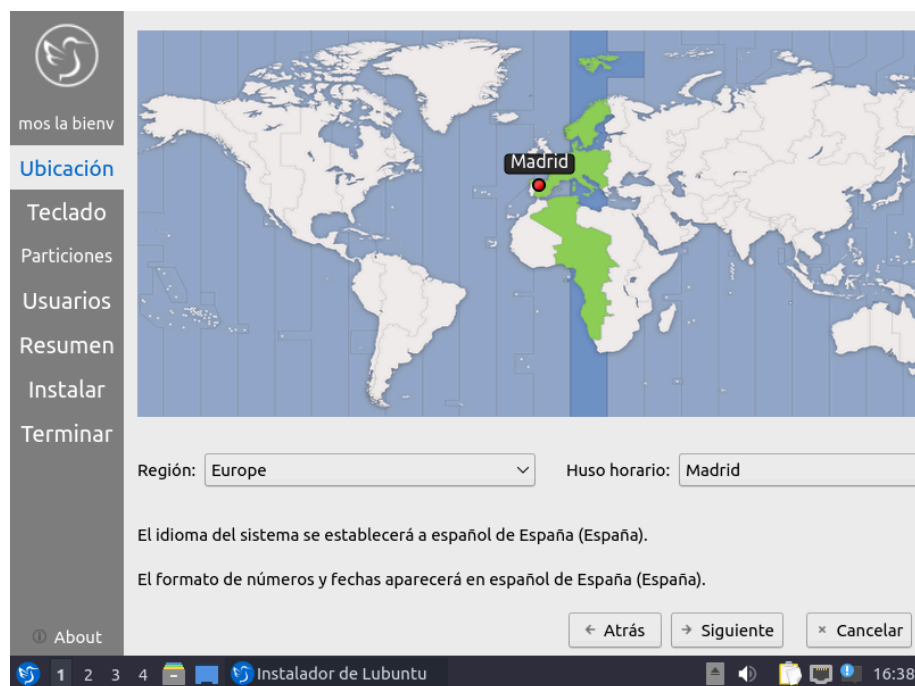 mos la bienv
Ubicación
Teclado
Particiones
Usuarios
Resumen
Instalar
Terminar
About
Madrid
Región: Europe Huso horario: Madrid
El idioma del sistema se establecerá a español de España (España).
El formato de números y fechas aparecerá en español de España (España).
Atrás Siguiente Cancelar
1 2 3 4 Instalador de Lubuntu 16:38